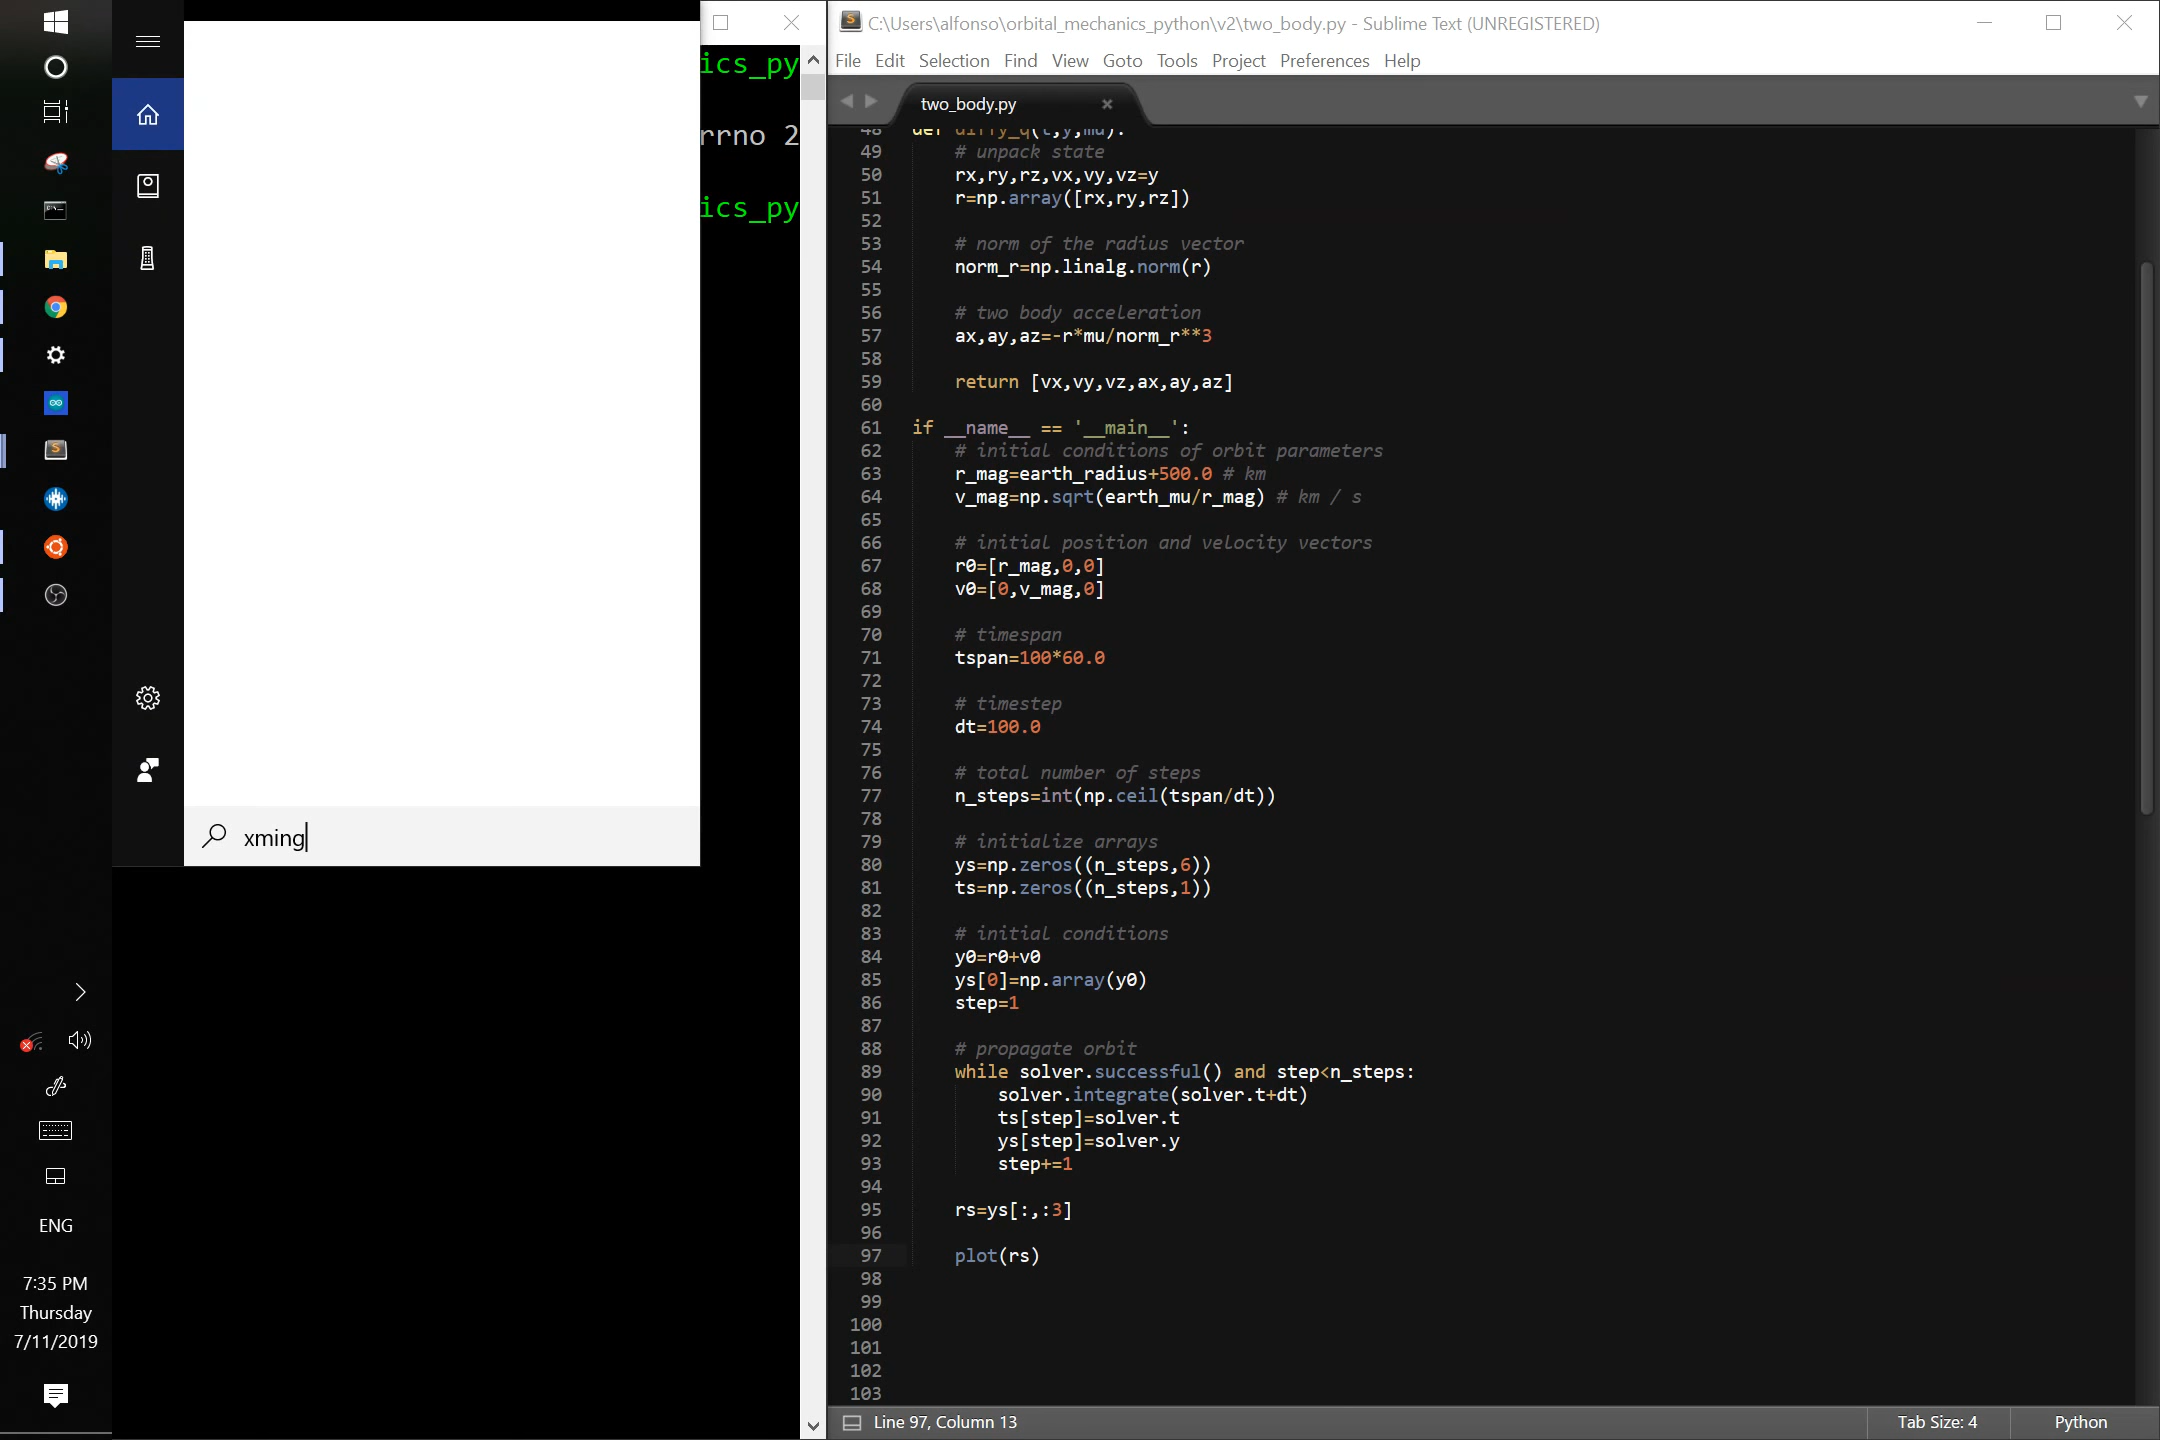 ics_py
rrno 2
ics_py
xming
ENG
7:35 PM
Thursday
7/11/2019
C:\Users\alfonso\orbital_mechanics_python\v2\two_body.py - Sublime Text (UNREGISTERED)
File Edit Selection Find View Goto Tools Project Preferences Help
two_body.py
48 def diffy_q(t,y,mu):
49 # unpack state
50 rx,ry,rz,vx,vy,vz=y
51 r=np.array([rx,ry,rz])
52
53 # norm of the radius vector
54 norm_r=np.linalg.norm(r)
55
56 # two body acceleration
57 ax,ay,az=-r*mu/norm_r**3
58
59 return [vx,vy,vz,ax,ay,az]
60
61 if __name__ == '__main__':
62 # initial conditions of orbit parameters
63 r_mag=earth_radius+500.0 # km
64 v_mag=np.sqrt(earth_mu/r_mag) # km / s
65
66 # initial position and velocity vectors
67 r0=[r_mag,0,0]
68 v0=[0,v_mag,0]
69
70 # timespan
71 tspan=100*60.0
72
73 # timestep
74 dt=100.0
75
76 # total number of steps
77 n_steps=int(np.ceil(tspan/dt))
78
79 # initialize arrays
80 ys=np.zeros((n_steps,6))
81 ts=np.zeros((n_steps,1))
82
83 # initial conditions
84 y0=r0+v0
85 ys[0]=np.array(y0)
86 step=1
87
88 # propagate orbit
89 while solver.successful() and step<n_steps:
90 solver.integrate(solver.t+dt)
91 ts[step]=solver.t
92 ys[step]=solver.y
93 step+=1
94
95 rs=ys[:,:3]
96
97 plot(rs)
98
99
100
101
102
103
Line 97, Column 13
Tab Size: 4
Python